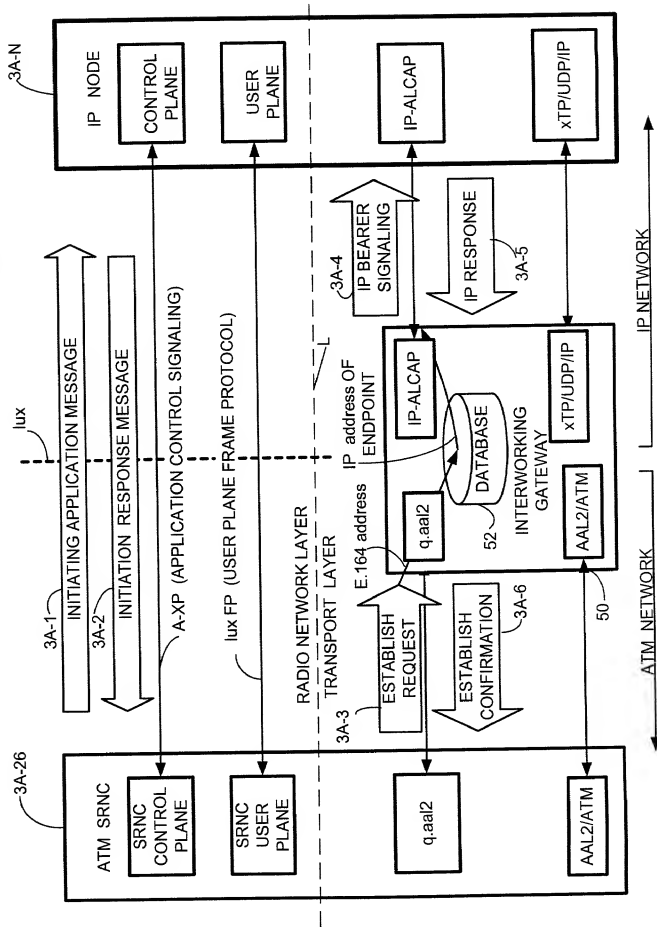 3A-26
ATM SRNC
SRNC
CONTROL
PLANE
SRNC
USER
PLANE
q.aal2
AAL2/ATM
3A-1
INITIATING APPLICATION MESSAGE
3A-2
INITIATION RESPONSE MESSAGE
Iux
A-XP (APPLICATION CONTROL SIGNALING)
Iux FP (USER PLANE FRAME PROTOCOL)
RADIO NETWORK LAYER
TRANSPORT LAYER
L
3A-3
ESTABLISH
REQUEST
E.164 address
IP address OF
ENDPOINT
3A-4
IP BEARER
SIGNALING
ESTABLISH
CONFIRMATION
3A-6
q.aal2
IP-ALCAP
DATABASE
52
INTERWORKING
GATEWAY
AAL2/ATM
xTP/UDP/IP
50
IP RESPONSE
3A-5
3A-N
IP NODE
CONTROL
PLANE
USER
PLANE
IP-ALCAP
xTP/UDP/IP
ATM NETWORK
IP NETWORK